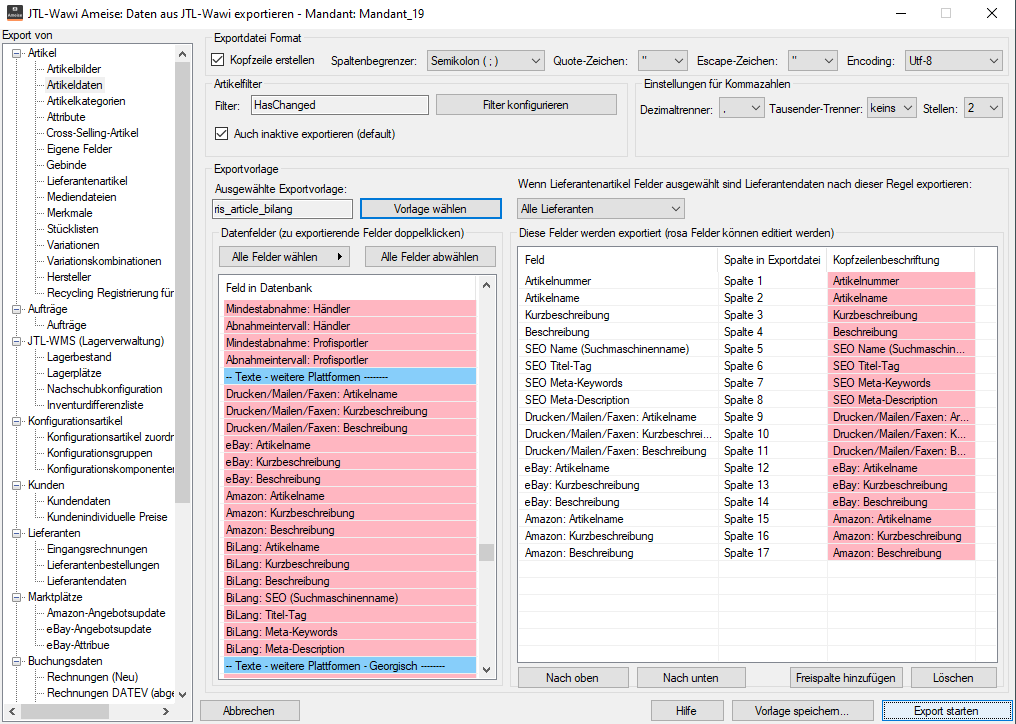 JTL-Wawi Ameise: Daten aus JTL-Wawi exportieren - Mandant: Mandant_19
Export von
Artikel
Artikelbilder
Artikeldaten
Artikelkategorien
Attribute
Cross-Selling-Artikel
Eigene Felder
Gebinde
Lieferantenartikel
Mediendateien
Merkmale
Stücklisten
Variationen
Variationskombinationen
Hersteller
Recycling Registrierung für
Aufträge
Aufträge
JTL-WMS (Lagerverwaltung)
Lagerbestand
Lagerplätze
Nachschubkonfiguration
Inventurdifferenzliste
Konfigurationsartikel
Konfigurationsartikel zuordr
Konfigurationsgruppen
Konfigurationskomponenter
Kunden
Kundendaten
Kundenindividuelle Preise
Lieferanten
Eingangsrechnungen
Lieferantenbestellungen
Lieferantendaten
Marktplätze
Amazon-Angebotsupdate
eBay-Angebotsupdate
eBay-Attribue
Buchungsdaten
Rechnungen (Neu)
Rechnungen DATEV (abge
Exportdatei Format
Kopfzeile erstellen Spaltenbegrenzer: Semikolon ( ; ) Quote-Zeichen: " Escape-Zeichen: " Encoding: Utf-8
Artikelfilter
Filter: HasChanged Filter konfigurieren
Auch inaktive exportieren (default)
Einstellungen für Kommazahlen
Dezimaltrenner: . Tausender-Trenner: keins Stellen: 2
Exportvorlage
Ausgewählte Exportvorlage:
ris_article_bilang Vorlage wählen
Wenn Lieferantenartikel Felder ausgewählt sind Lieferantendaten nach dieser Regel exportieren:
Alle Lieferanten
Datenfelder (zu exportierende Felder doppelklicken)
Alle Felder wählen Alle Felder abwählen
Feld in Datenbank
Mindestabnahme: Händler
Abnahmeintervall: Händler
Mindestabnahme: Profisportler
Abnahmeintervall: Profisportler
-- Texte - weitere Plattformen --------
Drucken/Mailen/Faxen: Artikelname
Drucken/Mailen/Faxen: Kurzbeschreibung
Drucken/Mailen/Faxen: Beschreibung
eBay: Artikelname
eBay: Kurzbeschreibung
eBay: Beschreibung
Amazon: Artikelname
Amazon: Kurzbeschreibung
Amazon: Beschreibung
BiLang: Artikelname
BiLang: Kurzbeschreibung
BiLang: Beschreibung
BiLang: SEO (Suchmaschinenname)
BiLang: Titel-Tag
BiLang: Meta-Keywords
BiLang: Meta-Description
-- Texte - weitere Plattformen - Georgisch --------
Diese Felder werden exportiert (rosa Felder können editiert werden)
Feld Spalte in Exportdatei Kopfzeilenbeschriftung
Artikelnummer Spalte 1 Artikelnummer
Artikelname Spalte 2 Artikelname
Kurzbeschreibung Spalte 3 Kurzbeschreibung
Beschreibung Spalte 4 Beschreibung
SEO Name (Suchmaschinenname) Spalte 5 SEO Name (Suchmaschin...
SEO Titel-Tag Spalte 6 SEO Titel-Tag
SEO Meta-Keywords Spalte 7 SEO Meta-Keywords
SEO Meta-Description Spalte 8 SEO Meta-Description
Drucken/Mailen/Faxen: Artikelname Spalte 9 Drucken/Mailen/Faxen: Ar...
Drucken/Mailen/Faxen: Kurzbeschrei... Spalte 10 Drucken/Mailen/Faxen: K...
Drucken/Mailen/Faxen: Beschreibung Spalte 11 Drucken/Mailen/Faxen: B...
eBay: Artikelname Spalte 12 eBay: Artikelname
eBay: Kurzbeschreibung Spalte 13 eBay: Kurzbeschreibung
eBay: Beschreibung Spalte 14 eBay: Beschreibung
Amazon: Artikelname Spalte 15 Amazon: Artikelname
Amazon: Kurzbeschreibung Spalte 16 Amazon: Kurzbeschreibung
Amazon: Beschreibung Spalte 17 Amazon: Beschreibung
Nach oben Nach unten Freispalte hinzufügen Löschen
Abbrechen Hilfe Vorlage speichern... Export starten